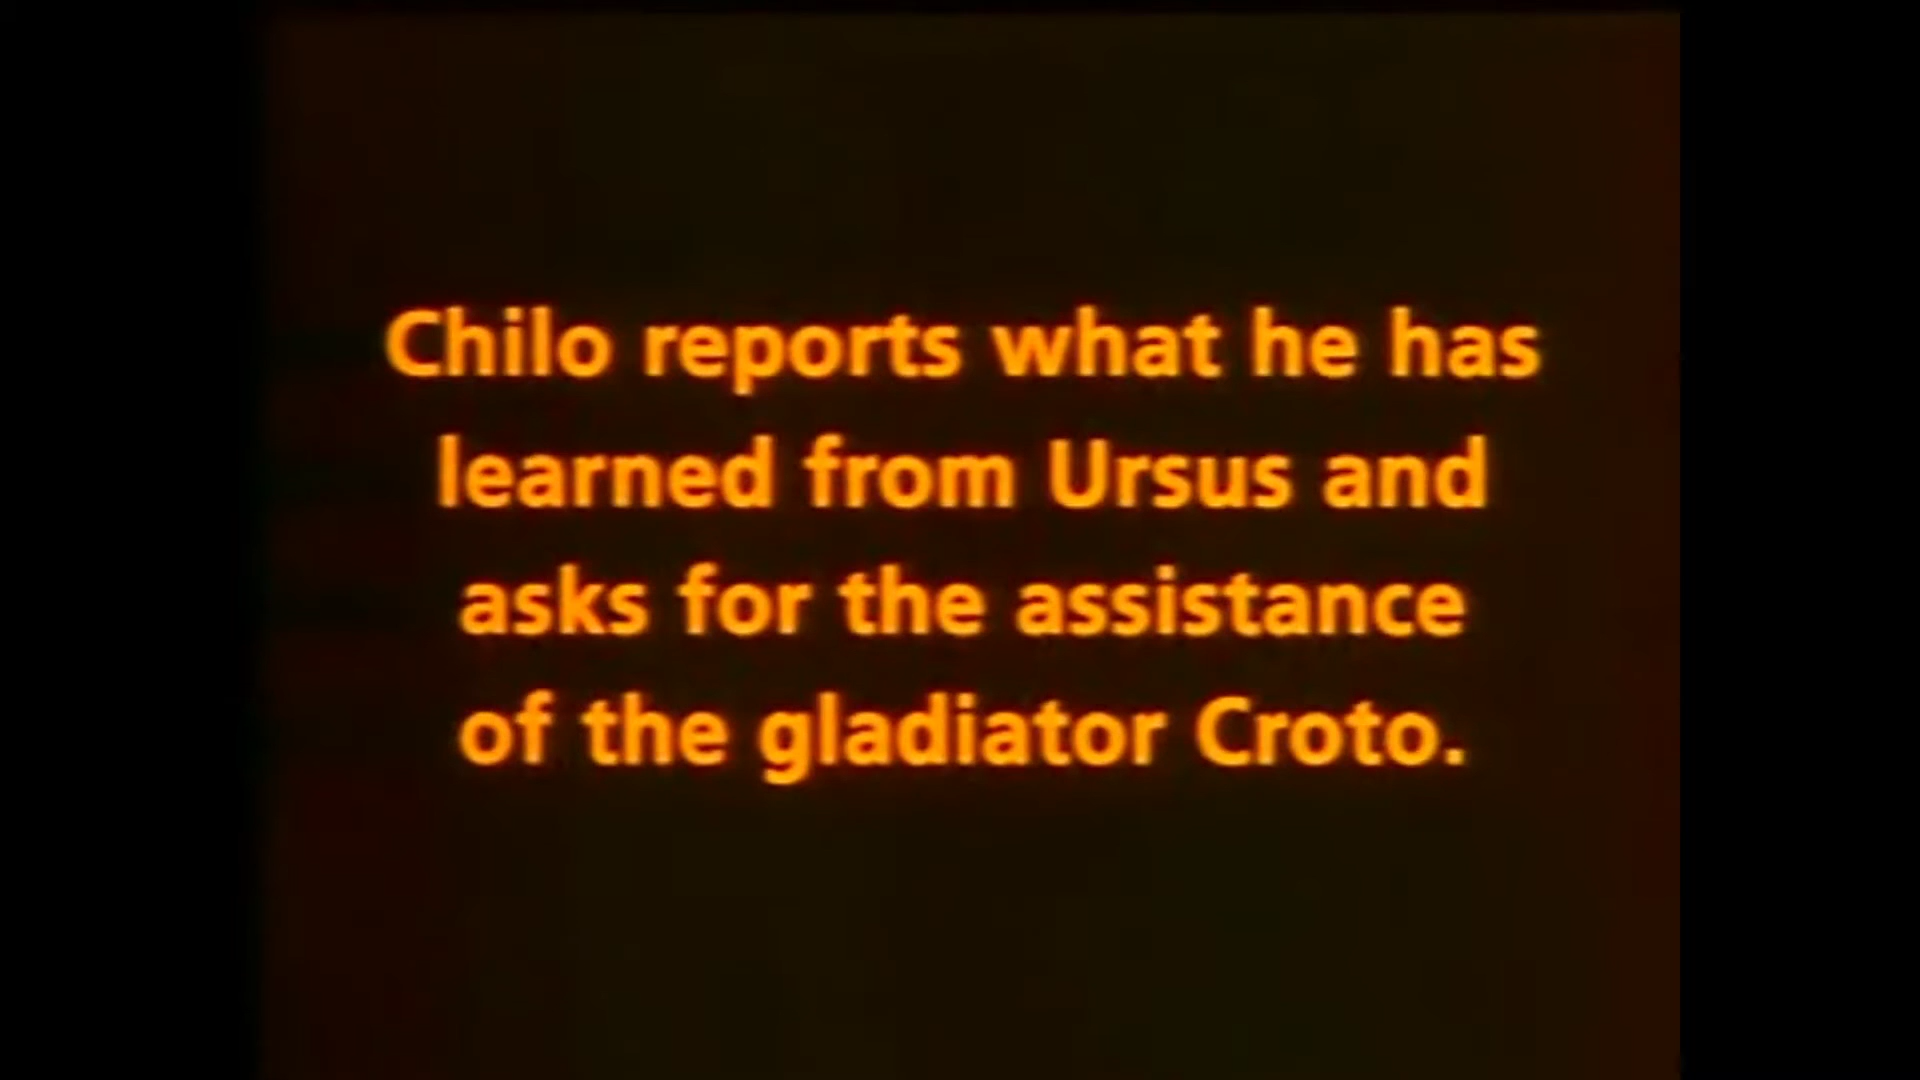 Chilo reports what he has
learned from Ursus and
asks for the assistance
of the gladiator Croto.